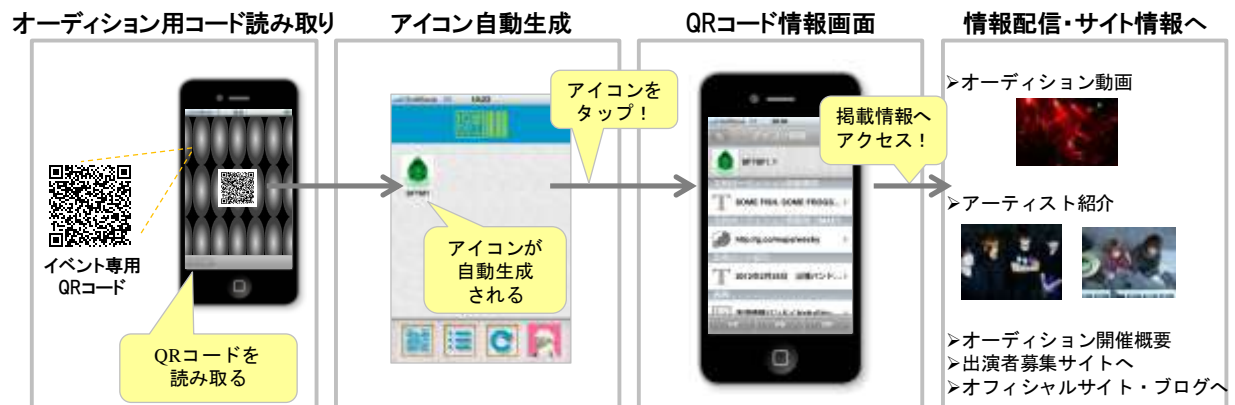 オーディション用コード読み取り
アイコン自動生成
QRコード情報画面
情報配信・サイト情報へ
イベント専用
QRコード
QRコードを
読み取る
アイコンが
自動生成
される
アイコンを
タップ！
掲載情報へ
アクセス！
➢オーディション動画
➢アーティスト紹介
➢オーディション開催概要
➢出演者募集サイトへ
➢オフィシャルサイト・ブログへ